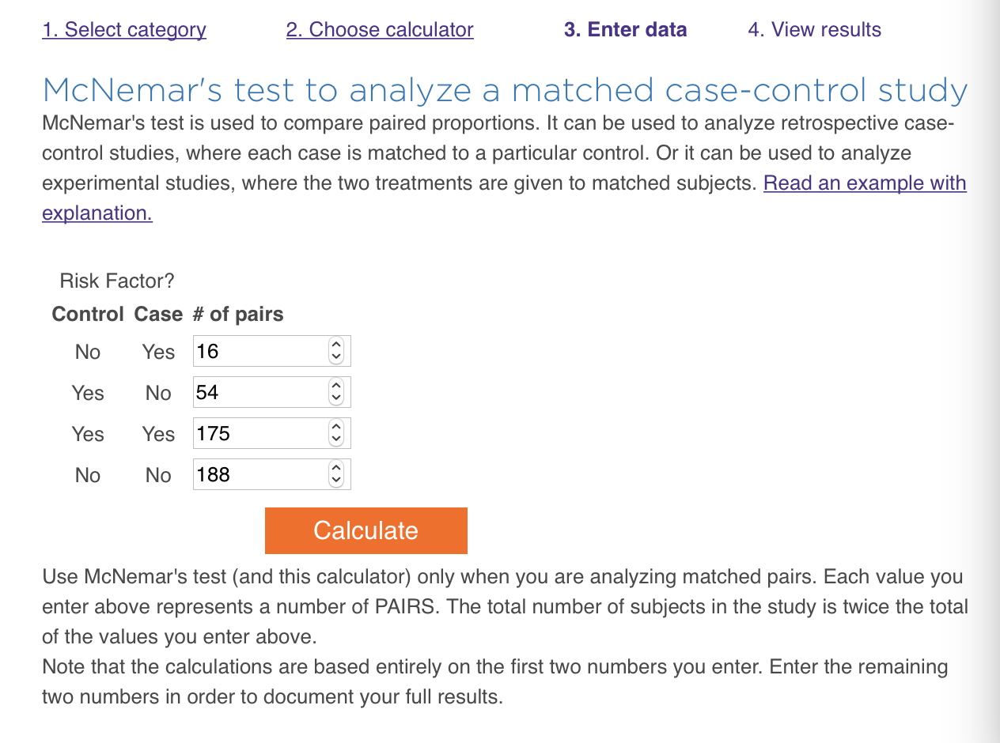 1. Select category 2. Choose calculator 3. Enter data 4. View results
McNemar's test to analyze a matched case-control study
McNemar's test is used to compare paired proportions. It can be used to analyze retrospective case-
control studies, where each case is matched to a particular control. Or it can be used to analyze
experimental studies, where the two treatments are given to matched subjects. Read an example with
explanation.
Risk Factor?
Control Case # of pairs
No Yes 16
Yes No 54
Yes Yes 175
No No 188
Calculate
Use McNemar's test (and this calculator) only when you are analyzing matched pairs. Each value you
enter above represents a number of PAIRS. The total number of subjects in the study is twice the total
of the values you enter above.
Note that the calculations are based entirely on the first two numbers you enter. Enter the remaining
two numbers in order to document your full results.